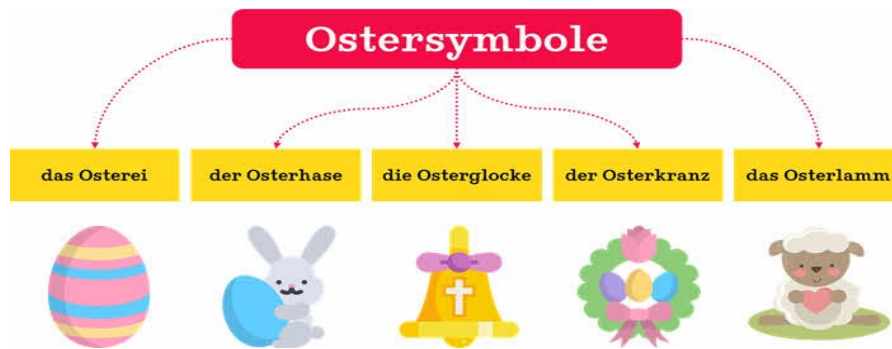 Ostersymbole
das Osterei
der Osterhase
die Osterglocke
der Osterkranz
das Osterlamm